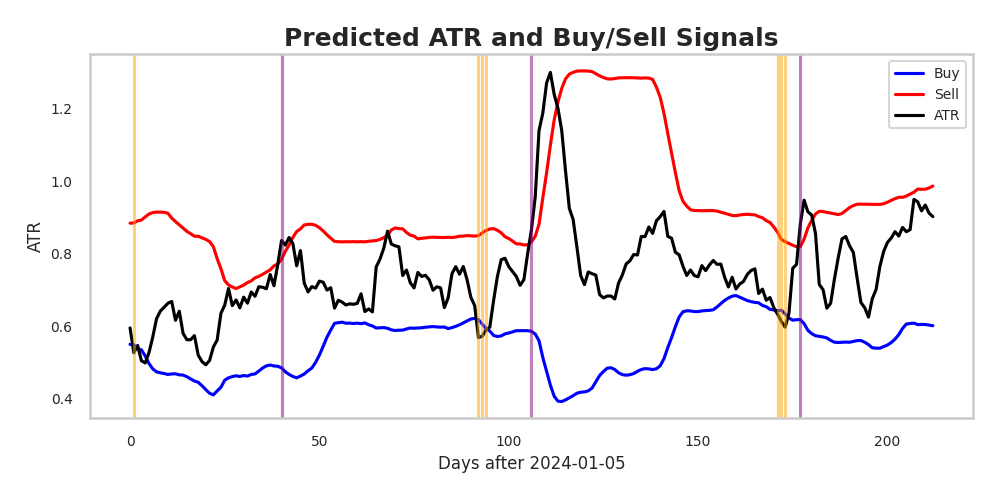 Predicted ATR and Buy/Sell Signals
Buy
Sell
ATR
1.2
1.0
0.8
0.6
0.4
ATR
0 50 100 150 200
Days after 2024-01-05